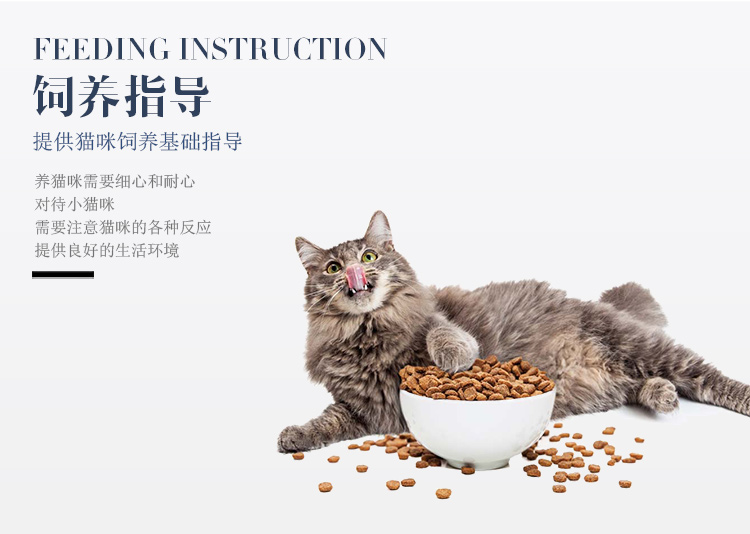 FEEDING INSTRUCTION
饲养指导
提供猫咪饲养基础指导
养猫咪需要细心和耐心
对待小猫咪
需要注意猫咪的各种反应
提供良好的生活环境